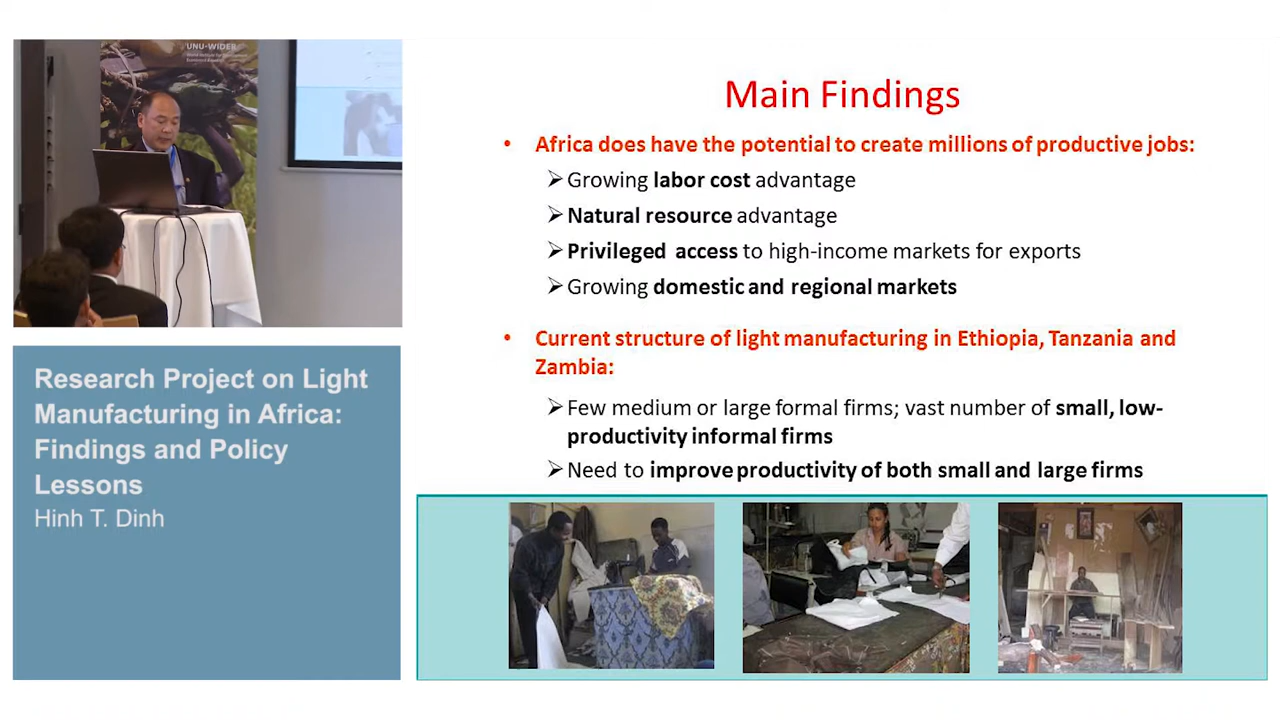 UNU-WIDER
Main Findings
• Africa does have the potential to create millions of productive jobs:
➢Growing labor cost advantage
➢Natural resource advantage
➢Privileged access to high-income markets for exports
➢Growing domestic and regional markets
• Current structure of light manufacturing in Ethiopia, Tanzania and
Zambia:
➢Few medium or large formal firms; vast number of small, low-
productivity informal firms
➢Need to improve productivity of both small and large firms
Research Project on Light
Manufacturing in Africa:
Findings and Policy
Lessons
Hinh T. Dinh